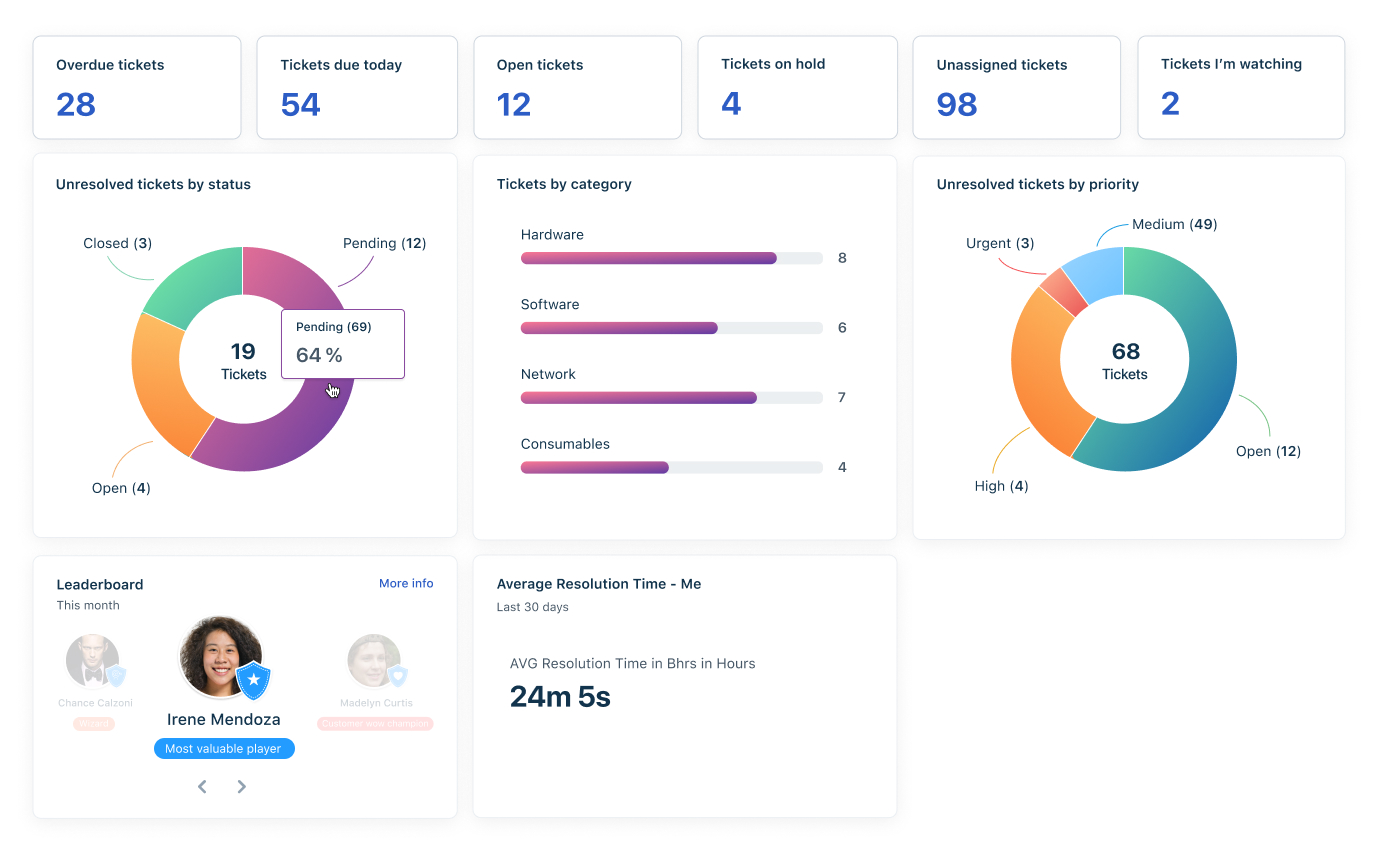 Overdue tickets
28
Tickets due today
54
Open tickets
12
Tickets on hold
4
Unassigned tickets
98
Tickets I’m watching
2
Unresolved tickets by status
Closed (3)
Pending (12)
Pending (69)
64 %
19
Tickets
Open (4)
Tickets by category
Hardware
8
Software
6
Network
7
Consumables
4
Unresolved tickets by priority
Medium (49)
Urgent (3)
68
Tickets
Open (12)
High (4)
Leaderboard
More info
This month
Chance Calzoni
Wizard
Irene Mendoza
Most valuable player
Madelyn Curtis
Customer wow champion
Average Resolution Time - Me
Last 30 days
AVG Resolution Time in Bhrs in Hours
24m 5s